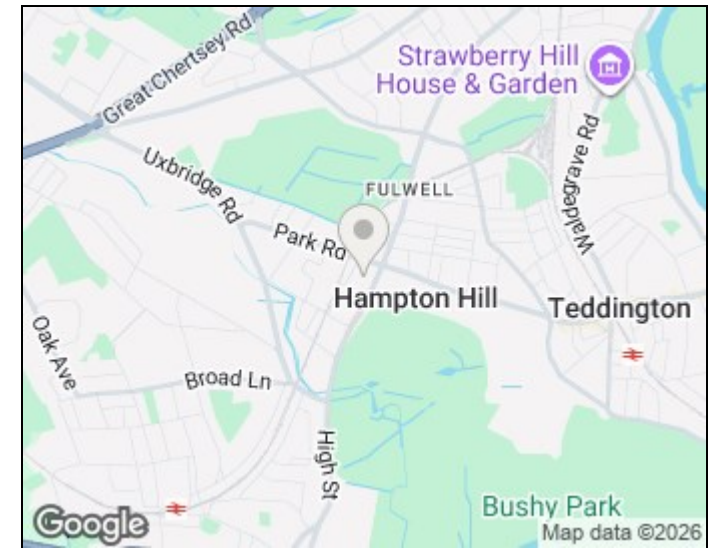 Great Chertsey Rd
Strawberry Hill
House & Garden
Uxbridge Rd
Waldegrave Rd
FULWELL
Park Rd
Hampton Hill
Teddington
Oak Ave
Broad Ln
High St
Bushy Park
Google
Map data ©2026